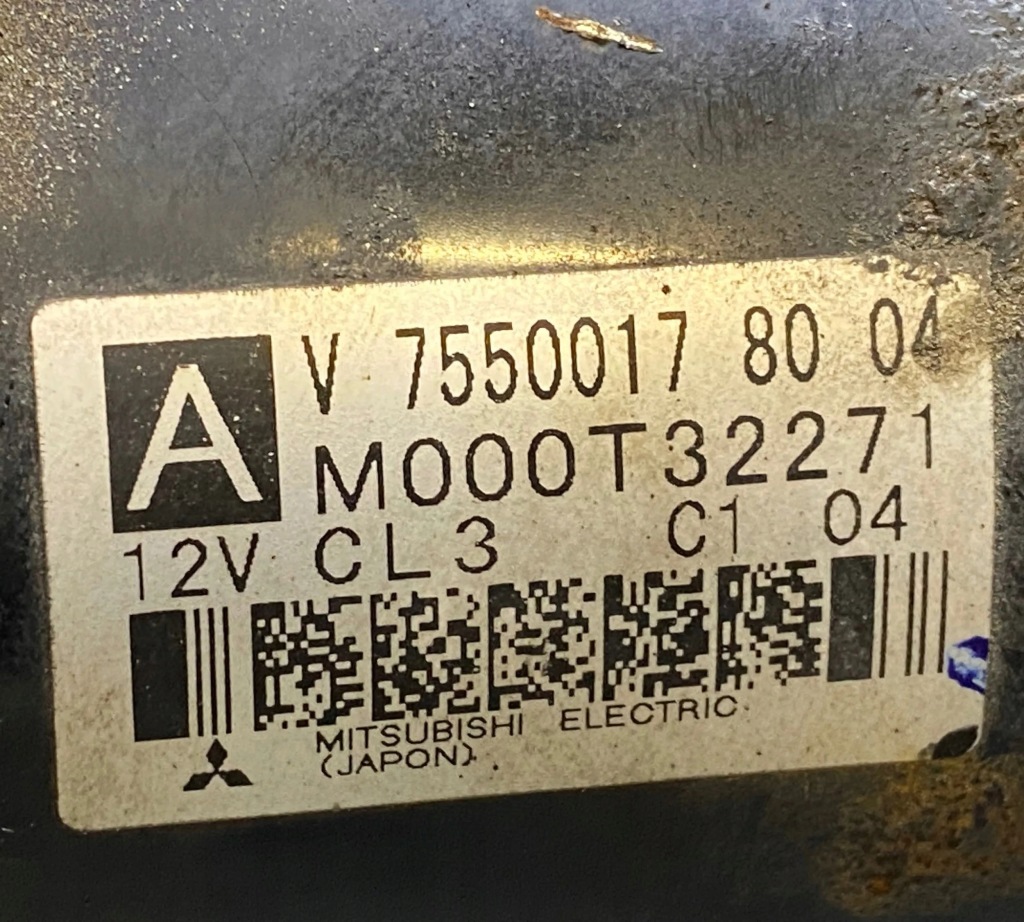 A
V 7550017 80 04
M000T32271
12V CL3 C1 04
MITSUBISHI ELECTRIC
(JAPON)